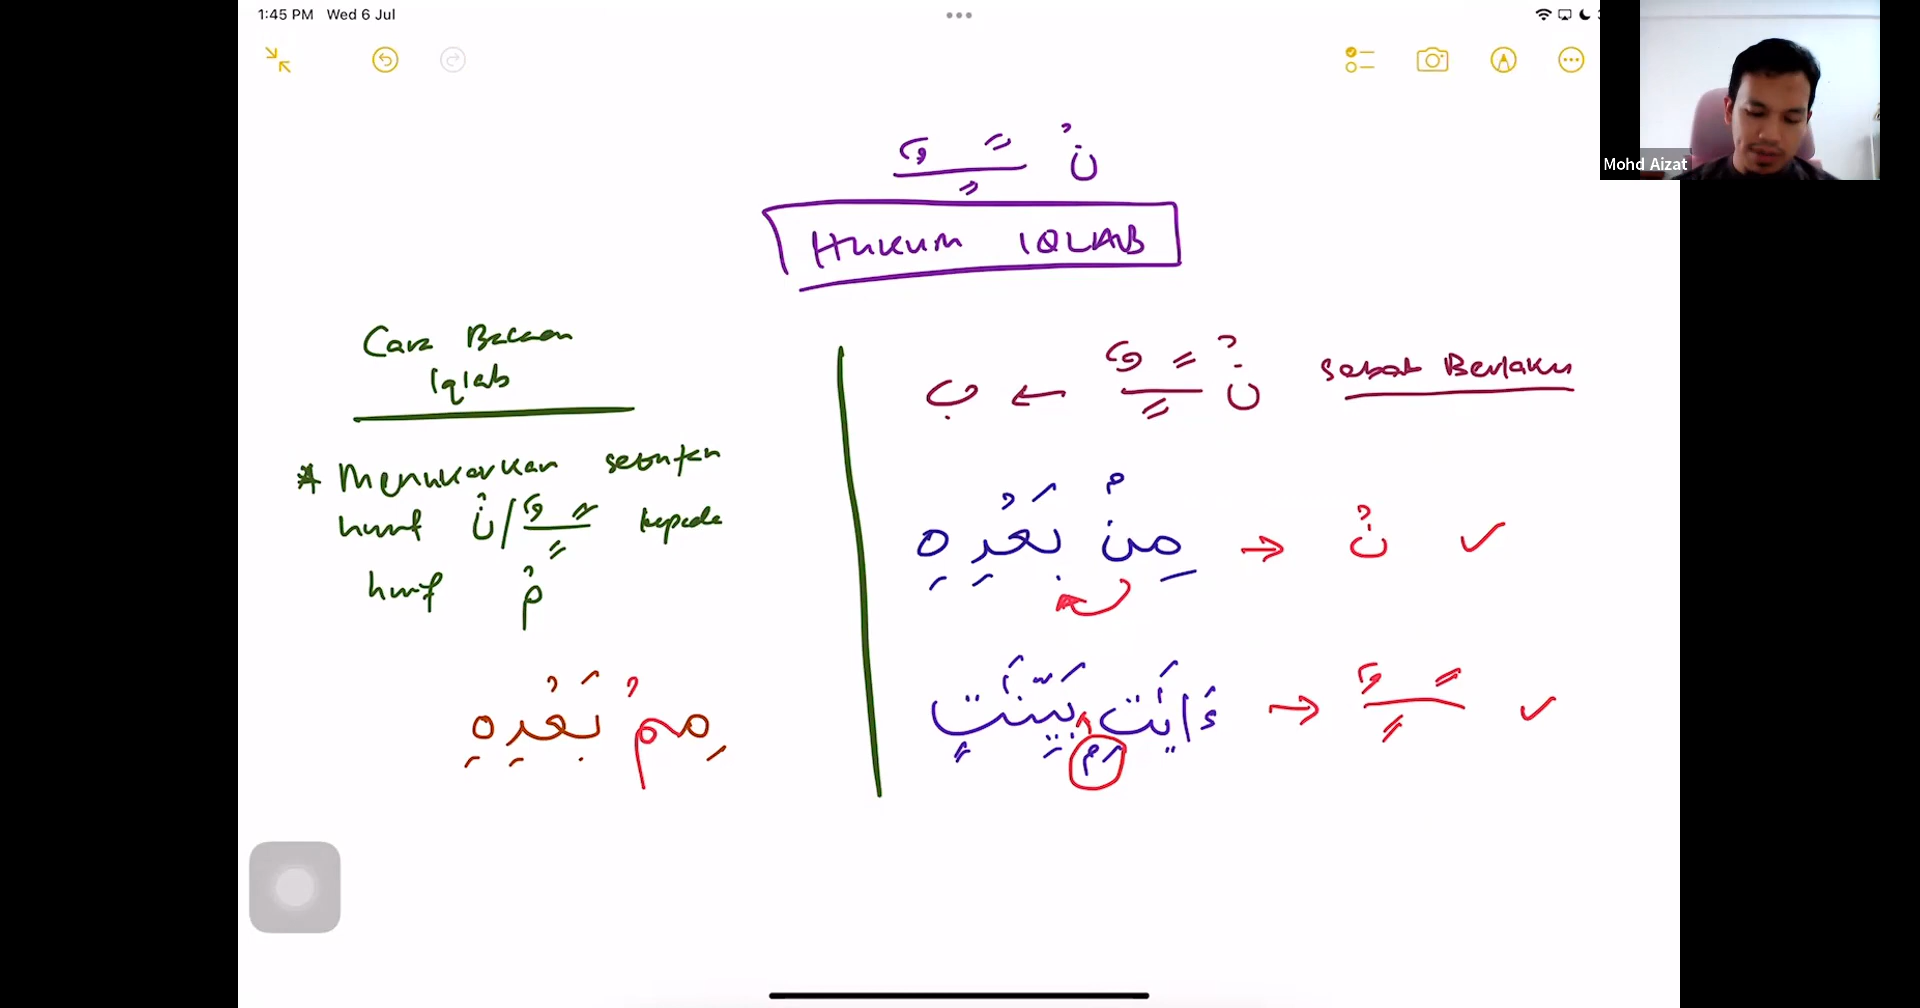 1:45 PM Wed 6 Jul
Mohd Aizat
نْ ـًـٍـٌ
HUKUM IQLAB
Cara Bacaan
Iqlab
* Menukarkan sebutan
huruf نْ / ـًـٍـٌ kepada
huruf مْ
مِمْ بَعْدِهِ
Sebab Berlaku
نْ ـًـٍـٌ ← ب
مِنۢ بَعْدِهِ → نْ ✓
ءَايَٰتِۭ بَيِّنَٰتٍ → ـًـٍـٌ ✓